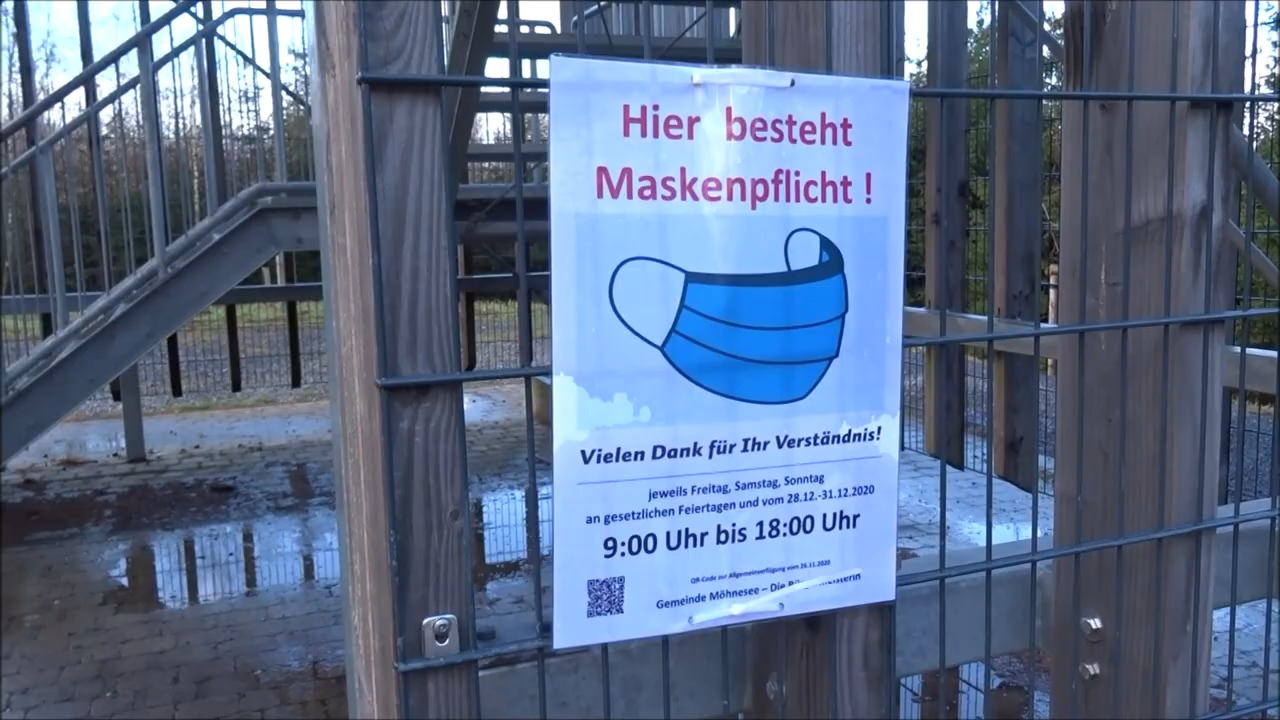 Hier besteht
Maskenpflicht !
Vielen Dank für Ihr Verständnis!
jeweils Freitag, Samstag, Sonntag
an gesetzlichen Feiertagen und vom 28.12.-31.12.2020
9:00 Uhr bis 18:00 Uhr
QR-Code zur Allgemeinverfügung vom 26.11.2020
Gemeinde Möhnesee – Die